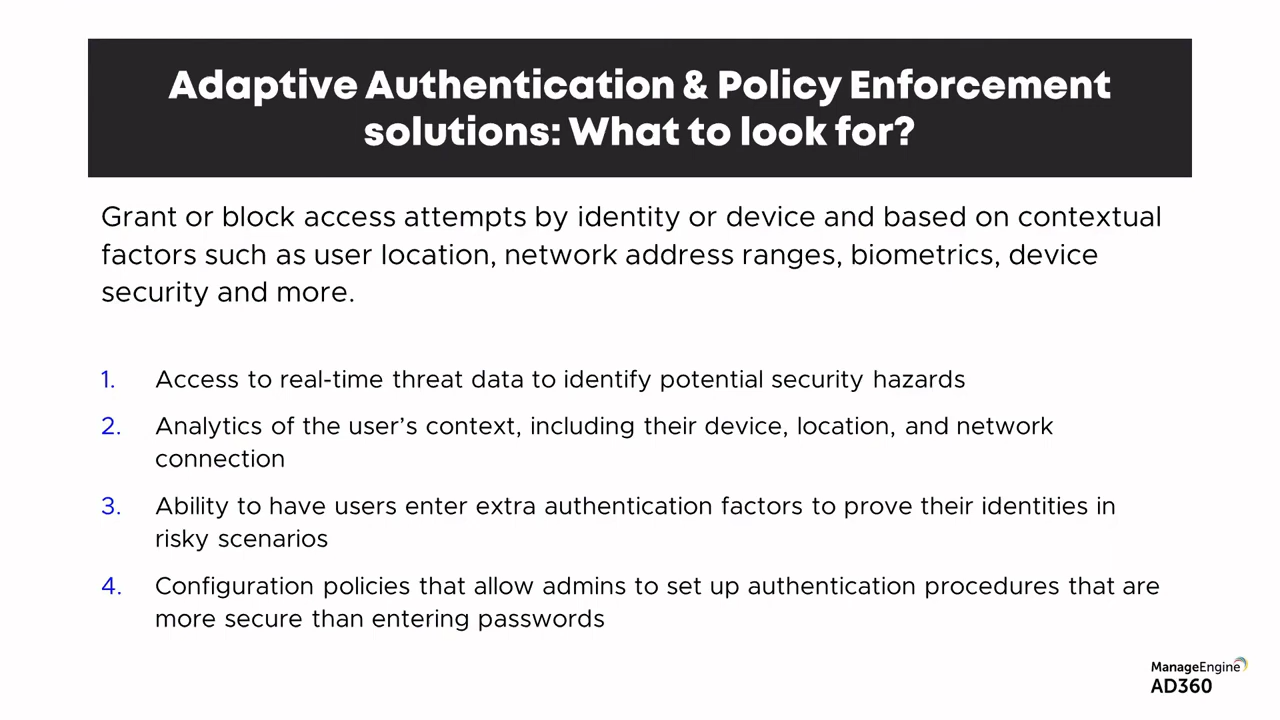 Adaptive Authentication & Policy Enforcement
solutions: What to look for?
Grant or block access attempts by identity or device and based on contextual
factors such as user location, network address ranges, biometrics, device
security and more.
1. Access to real-time threat data to identify potential security hazards
2. Analytics of the user’s context, including their device, location, and network
connection
3. Ability to have users enter extra authentication factors to prove their identities in
risky scenarios
4. Configuration policies that allow admins to set up authentication procedures that are
more secure than entering passwords
ManageEngine
AD360